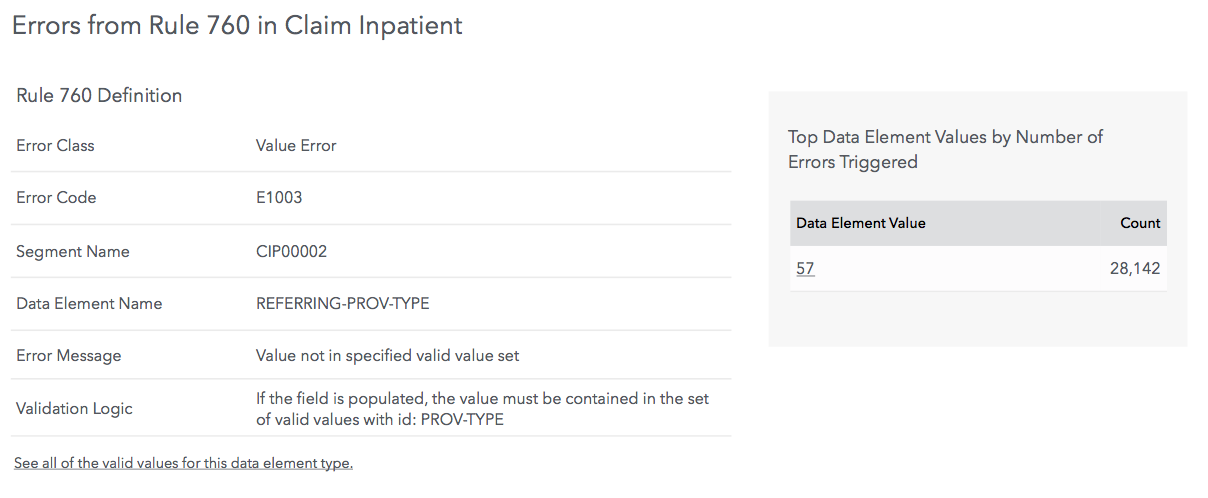 Errors from Rule 760 in Claim Inpatient
Rule 760 Definition
Error Class Value Error
Error Code E1003
Segment Name CIP00002
Data Element Name REFERRING-PROV-TYPE
Error Message Value not in specified valid value set
Validation Logic If the field is populated, the value must be contained in the set
of valid values with id: PROV-TYPE
See all of the valid values for this data element type.
Top Data Element Values by Number of
Errors Triggered
Data Element Value Count
57 28,142